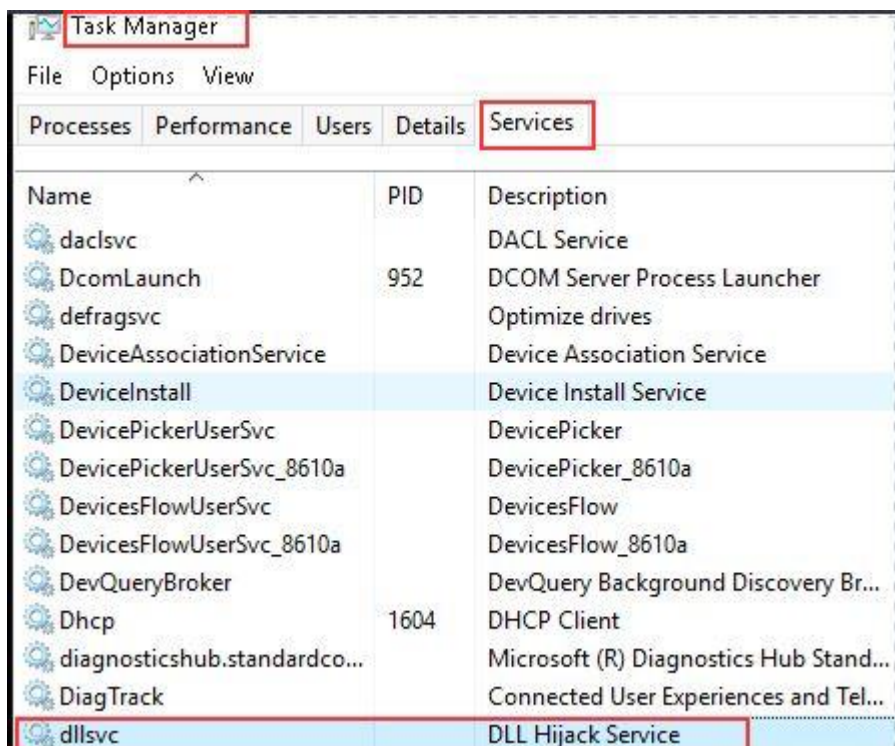 Task Manager
File Options View
Processes Performance Users Details Services
Name PID Description
daclsvc DACL Service
DcomLaunch 952 DCOM Server Process Launcher
defragsvc Optimize drives
DeviceAssociationService Device Association Service
DeviceInstall Device Install Service
DevicePickerUserSvc DevicePicker
DevicePickerUserSvc_8610a DevicePicker_8610a
DevicesFlowUserSvc DevicesFlow
DevicesFlowUserSvc_8610a DevicesFlow_8610a
DevQueryBroker DevQuery Background Discovery Br...
Dhcp 1604 DHCP Client
diagnosticshub.standardco... Microsoft (R) Diagnostics Hub Stand...
DiagTrack Connected User Experiences and Tel...
dllsvc DLL Hijack Service